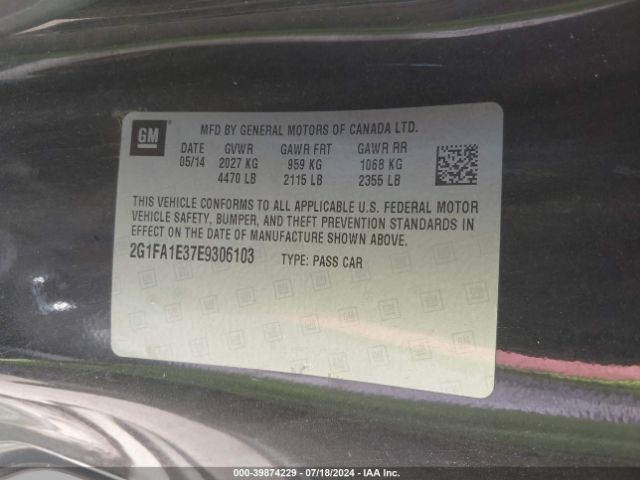 GM
MFD BY GENERAL MOTORS OF CANADA LTD.
DATE GVWR GAWR FRT GAWR RR
05/14 2027 KG 959 KG 1068 KG
4470 LB 2115 LB 2355 LB
THIS VEHICLE CONFORMS TO ALL APPLICABLE U.S. FEDERAL MOTOR
VEHICLE SAFETY, BUMPER, AND THEFT PREVENTION STANDARDS IN
EFFECT ON THE DATE OF MANUFACTURE SHOWN ABOVE.
2G1FA1E37E9306103 TYPE: PASS CAR
000-39874229 - 07/18/2024 - IAA Inc.